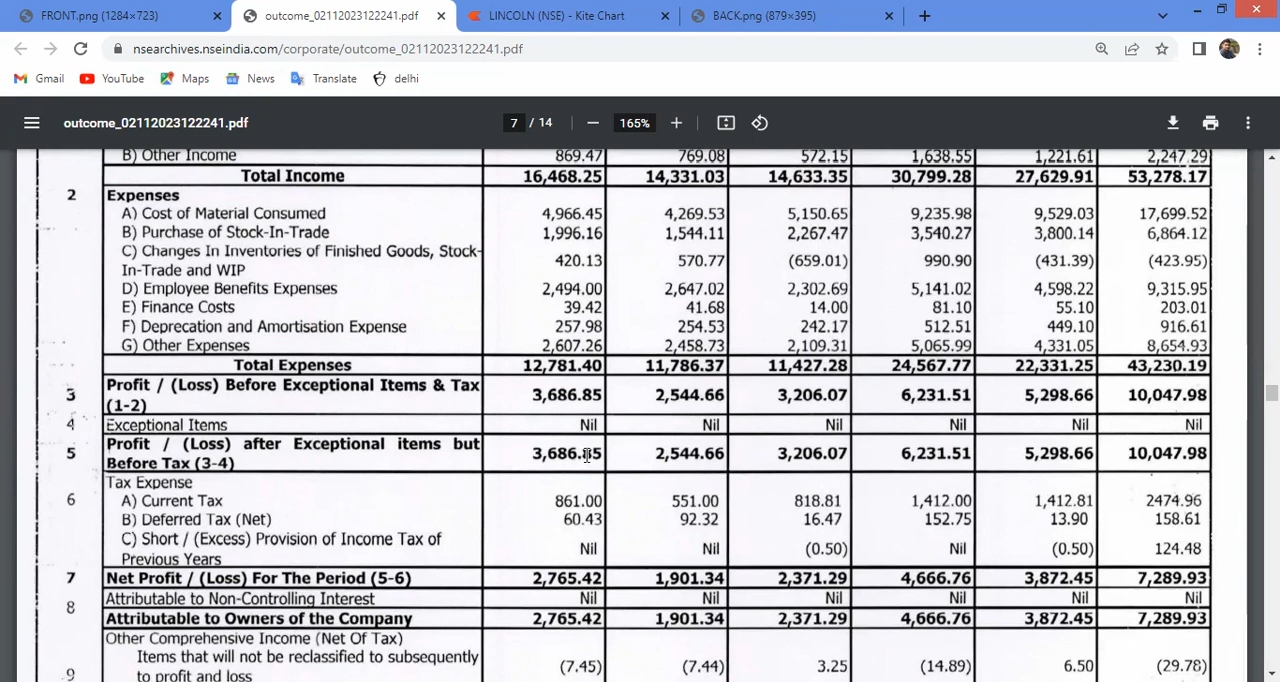 FRONT.png (1284×723)
outcome_02112023122241.pdf
LINCOLN (NSE) - Kite Chart
BACK.png (879×395)
nsearchives.nseindia.com/corporate/outcome_02112023122241.pdf
Gmail YouTube Maps News Translate delhi
outcome_02112023122241.pdf 7 / 14 165%
B) Other Income 869.47 769.08 572.15 1,638.55 1,221.61 2,247.29
Total Income 16,468.25 14,331.03 14,633.35 30,799.28 27,629.91 53,278.17
2 Expenses
A) Cost of Material Consumed 4,966.45 4,269.53 5,150.65 9,235.98 9,529.03 17,699.52
B) Purchase of Stock-In-Trade 1,996.16 1,544.11 2,267.47 3,540.27 3,800.14 6,864.12
C) Changes In Inventories of Finished Goods, Stock-
In-Trade and WIP 420.13 570.77 (659.01) 990.90 (431.39) (423.95)
D) Employee Benefits Expenses 2,494.00 2,647.02 2,302.69 5,141.02 4,598.22 9,315.95
E) Finance Costs 39.42 41.68 14.00 81.10 55.10 203.01
F) Deprecation and Amortisation Expense 257.98 254.53 242.17 512.51 449.10 916.61
G) Other Expenses 2,607.26 2,458.73 2,109.31 5,065.99 4,331.05 8,654.93
Total Expenses 12,781.40 11,786.37 11,427.28 24,567.77 22,331.25 43,230.19
3 Profit / (Loss) Before Exceptional Items & Tax
(1-2) 3,686.85 2,544.66 3,206.07 6,231.51 5,298.66 10,047.98
4 Exceptional Items Nil Nil Nil Nil Nil Nil
5 Profit / (Loss) after Exceptional items but
Before Tax (3-4) 3,686.85 2,544.66 3,206.07 6,231.51 5,298.66 10,047.98
Tax Expense
6 A) Current Tax 861.00 551.00 818.81 1,412.00 1,412.81 2474.96
B) Deferred Tax (Net) 60.43 92.32 16.47 152.75 13.90 158.61
C) Short / (Excess) Provision of Income Tax of
Previous Years Nil Nil (0.50) Nil (0.50) 124.48
7 Net Profit / (Loss) For The Period (5-6) 2,765.42 1,901.34 2,371.29 4,666.76 3,872.45 7,289.93
8 Attributable to Non-Controlling Interest Nil Nil Nil Nil Nil Nil
Attributable to Owners of the Company 2,765.42 1,901.34 2,371.29 4,666.76 3,872.45 7,289.93
Other Comprehensive Income (Net Of Tax)
Items that will not be reclassified to subsequently
9 to profit and loss (7.45) (7.44) 3.25 (14.89) 6.50 (29.78)